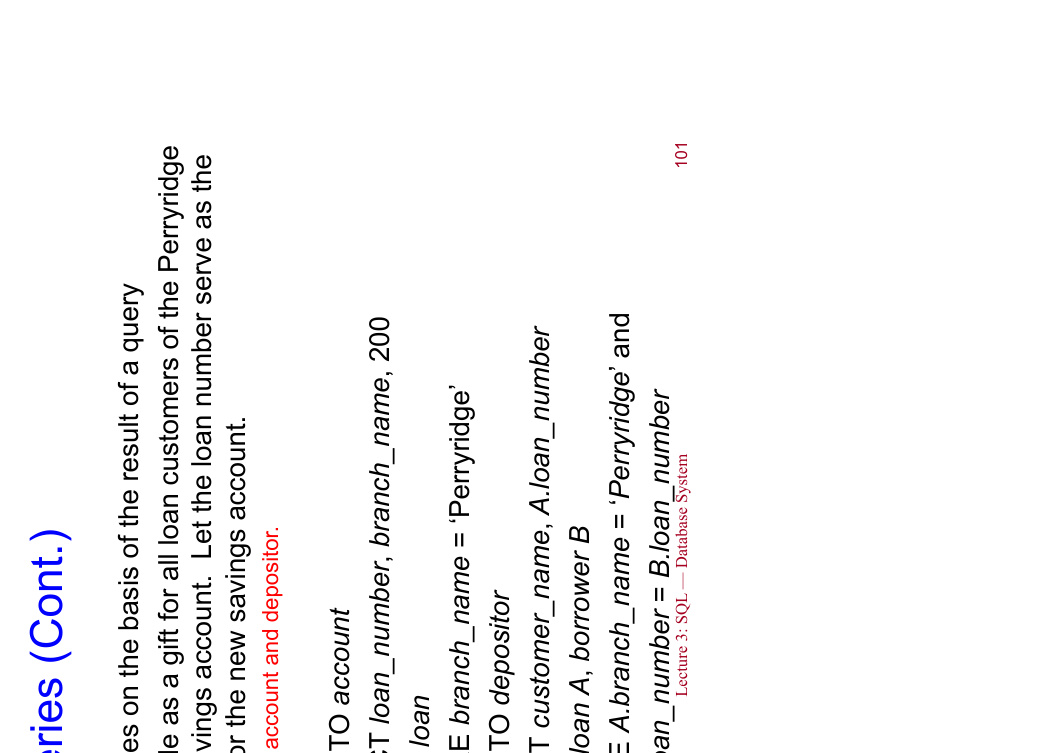 eries (Cont.)
es on the basis of the result of a query
le as a gift for all loan customers of the Perryridge
vings account.  Let the loan number serve as the
or the new savings account.
account and depositor.
TO account
CT loan_number, branch_name, 200
loan
E branch_name = ‘Perryridge’
TO depositor
T customer_name, A.loan_number
loan A, borrower B
E A.branch_name = ‘Perryridge’ and
oan_number = B.loan_number
Lecture 3: SQL — Database System
101